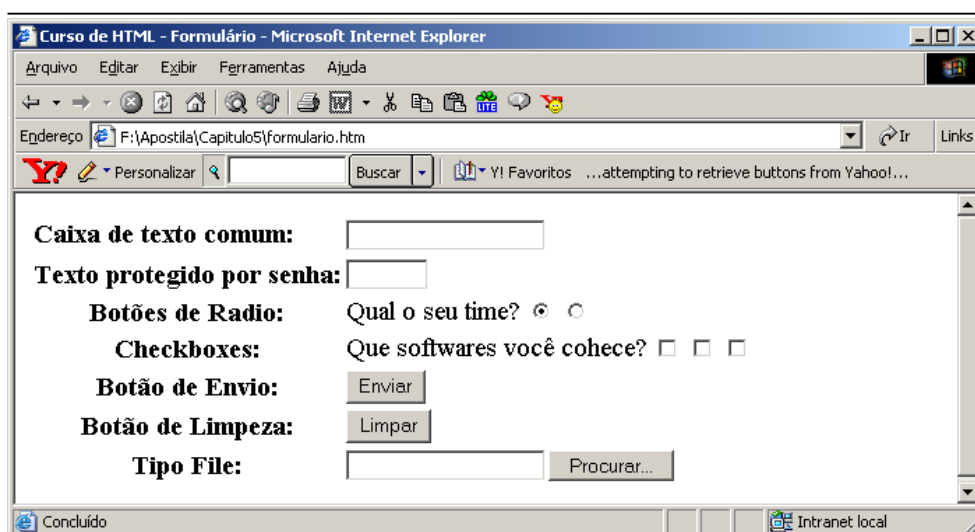 Curso de HTML - Formulário - Microsoft Internet Explorer
Arquivo Editar Exibir Ferramentas Ajuda
Endereço F:\Apostila\Capitulo5\formulario.htm Ir Links
Y! Personalizar Buscar Y! Favoritos ...attempting to retrieve buttons from Yahoo!...
Caixa de texto comum:
Texto protegido por senha:
Botões de Radio: Qual o seu time?
Checkboxes: Que softwares você cohece?
Botão de Envio: Enviar
Botão de Limpeza: Limpar
Tipo File: Procurar...
Concluído Intranet local